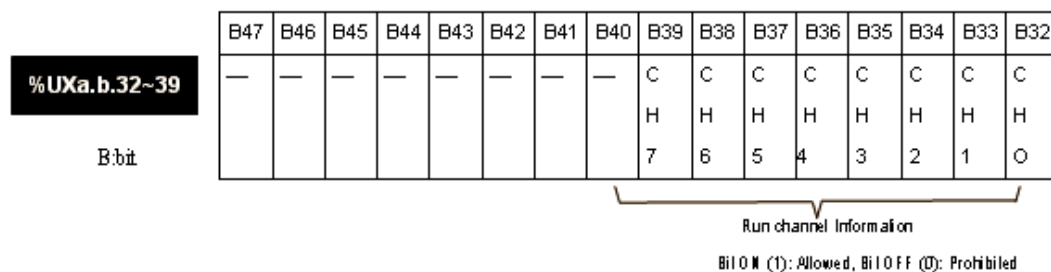 B47 B46 B45 B44 B43 B42 B41 B40 B39 B38 B37 B36 B35 B34 B33 B32
%UXa.b.32~39
— — — — — — — — C C C C C C C C
H H H H H H H H
B:bit
7 6 5 4 3 2 1 O
Run channel Information
Bit ON (1): Allowed, Bit OFF (0): Prohibited